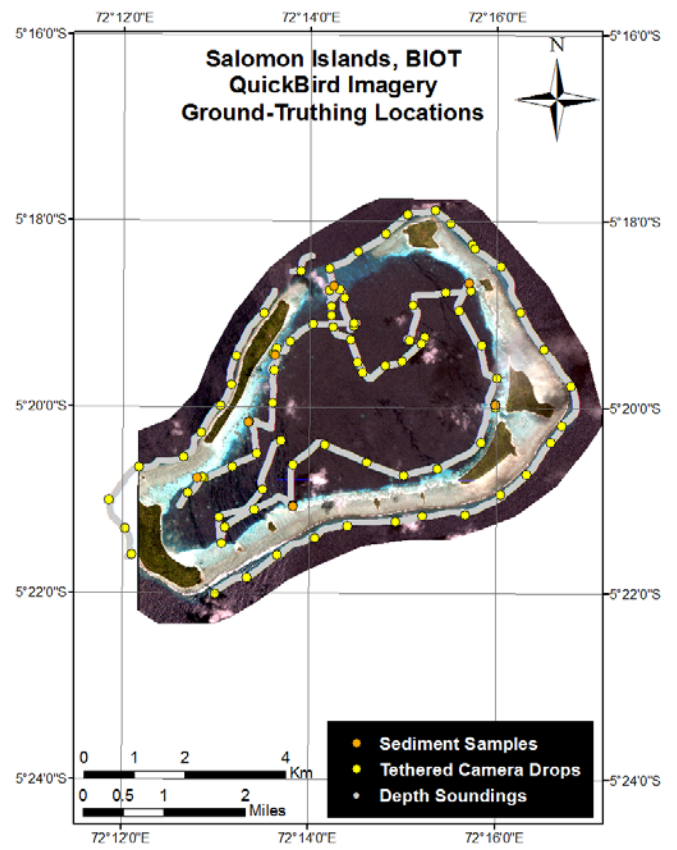 72°12'0"E 72°14'0"E 72°16'0"E
5°16'0"S 5°16'0"S
Salomon Islands, BIOT
QuickBird Imagery
Ground-Truthing Locations
N
5°18'0"S 5°18'0"S
5°20'0"S 5°20'0"S
5°22'0"S 5°22'0"S
Sediment Samples
Tethered Camera Drops
Depth Soundings
0 1 2 4
Km
0 0.5 1 2
Miles
5°24'0"S 5°24'0"S
72°12'0"E 72°14'0"E 72°16'0"E